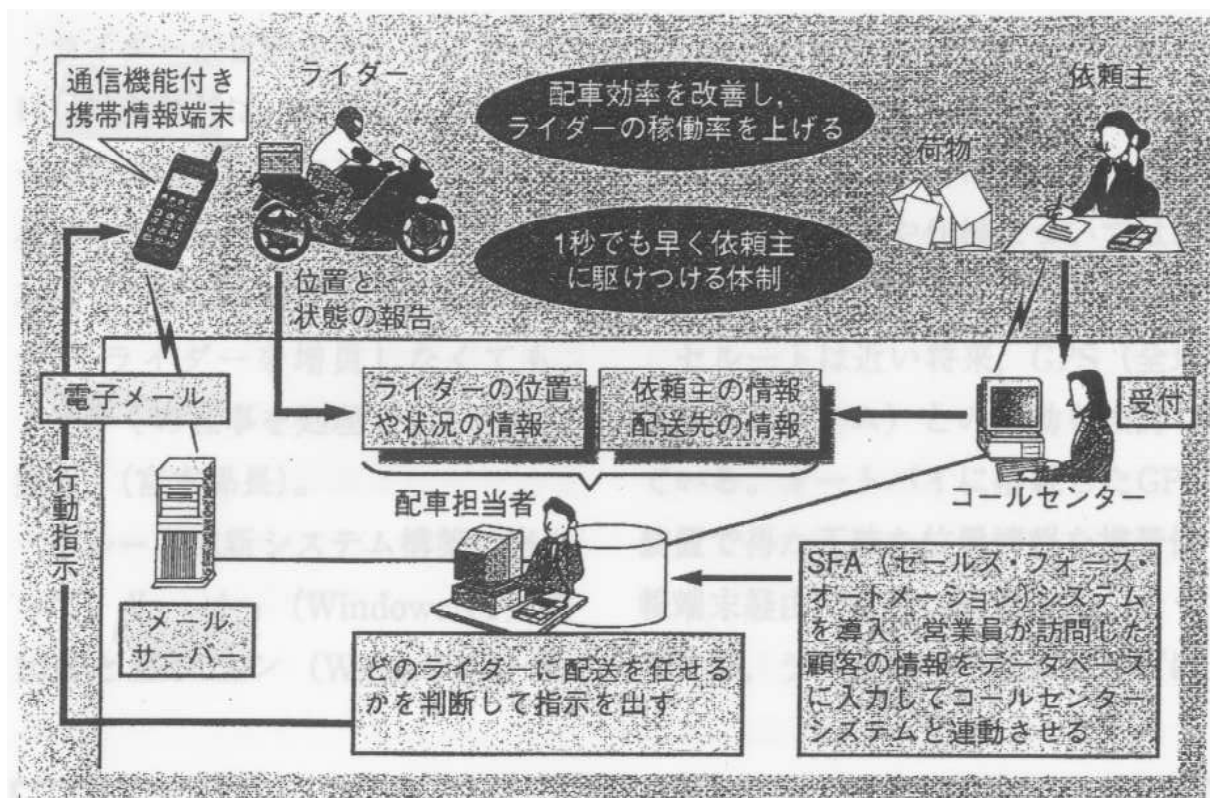 通信機能付き
携帯情報端末
ライダー
配車効率を改善し，
ライダーの稼働率を上げる
依頼主
荷物
1秒でも早く依頼主
に駆けつける体制
位置と
状態の報告
電子メール
ライダーの位置
や状況の情報
依頼主の情報
配送先の情報
受付
コールセンター
行動指示
配車担当者
メール
サーバー
どのライダーに配送を任せる
かを判断して指示を出す
SFA（セールス・フォース・
オートメーション）システム
を導入．営業員が訪問した
顧客の情報をデータベース
に入力してコールセンター
システムと連動させる